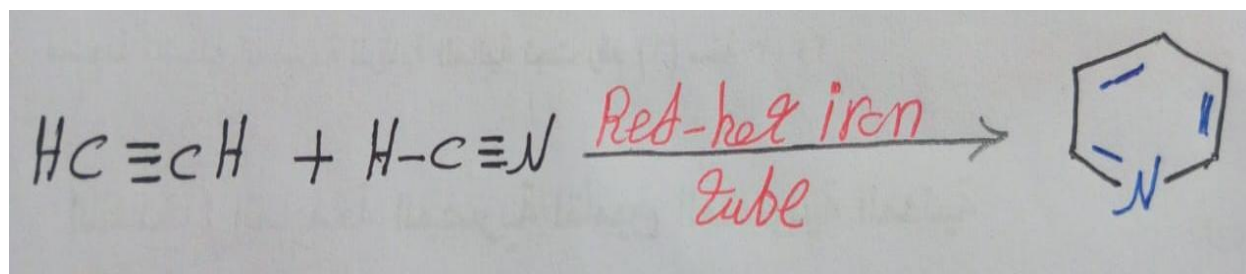 HC≡CH + H-C≡N Red-hot iron
tube
N